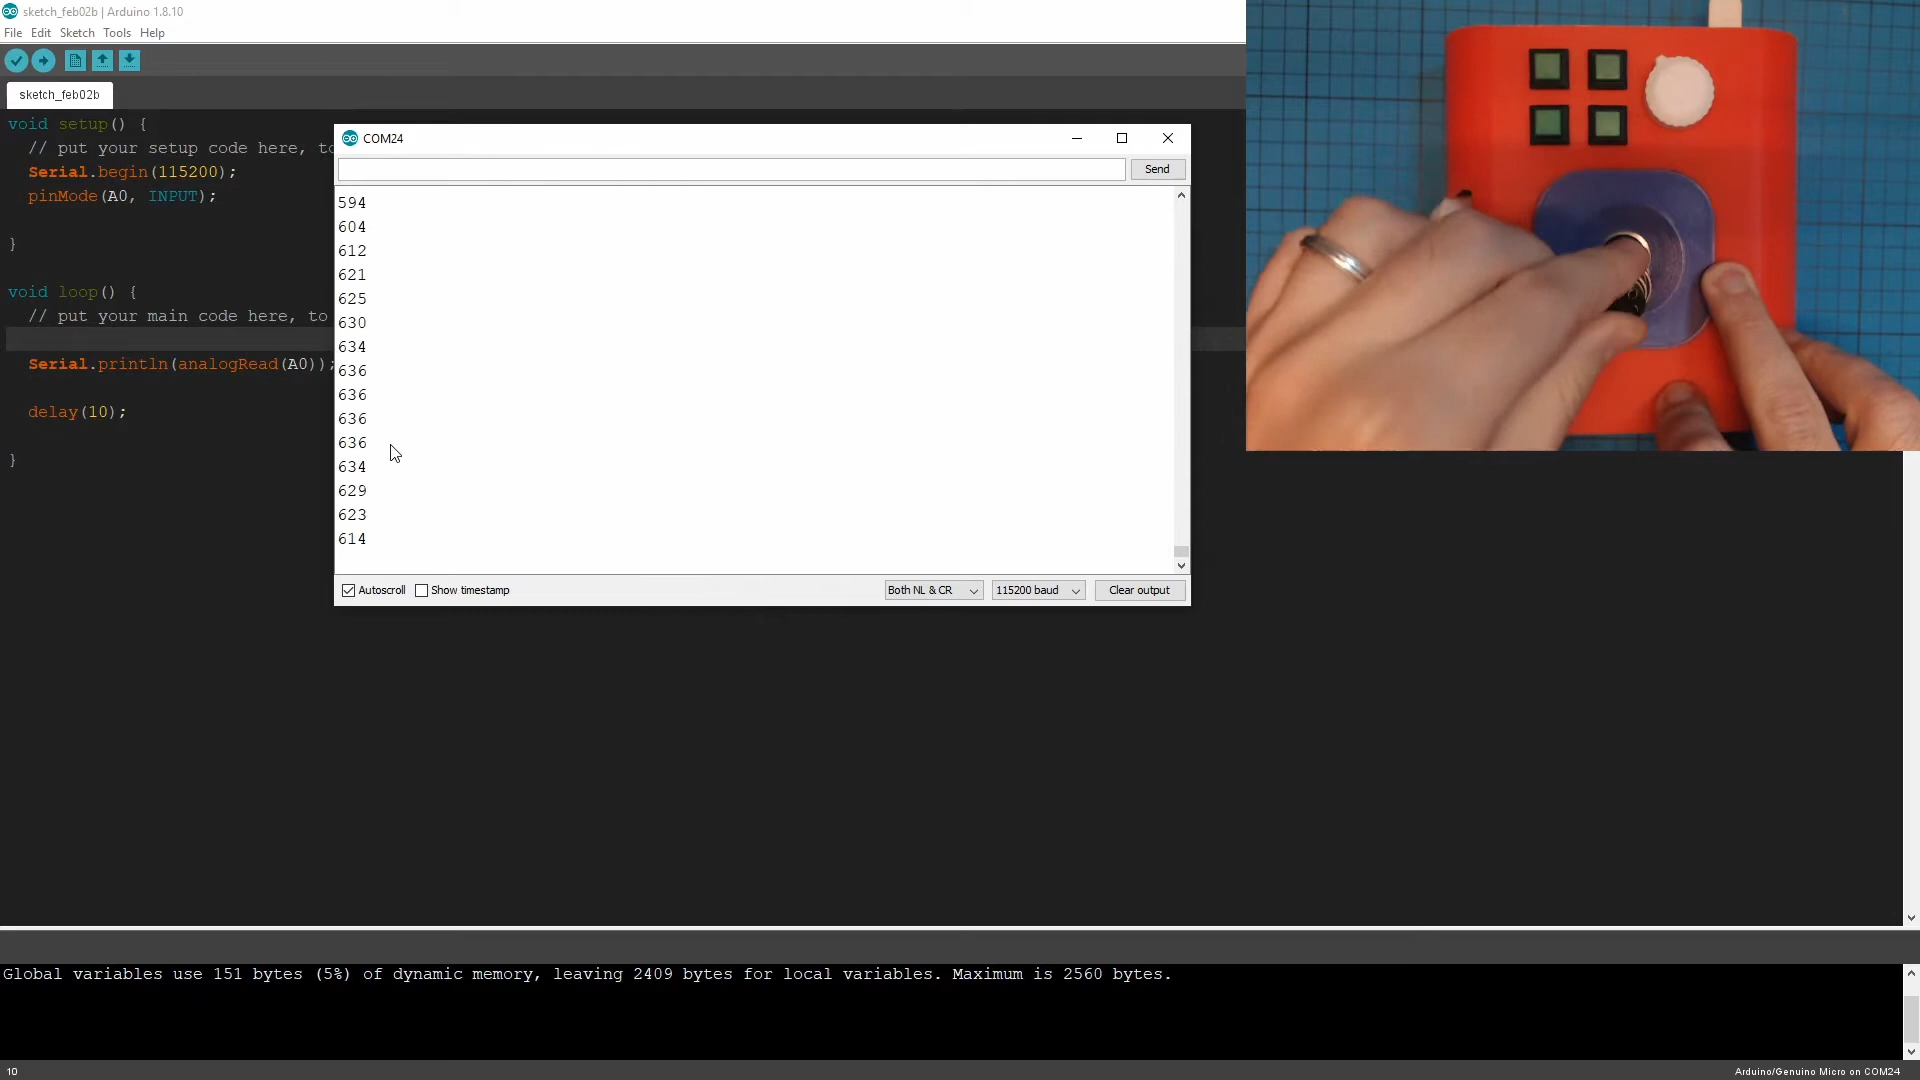 sketch_feb02b | Arduino 1.8.10
File Edit Sketch Tools Help
sketch_feb02b
void setup() {
// put your setup code here, to
Serial.begin(115200);
pinMode(A0, INPUT);
}
void loop() {
// put your main code here, to
Serial.println(analogRead(A0));
delay(10);
}
COM24
Send
594
604
612
621
625
630
634
636
636
636
636
634
629
623
614
Autoscroll Show timestamp Both NL & CR 115200 baud Clear output
Global variables use 151 bytes (5%) of dynamic memory, leaving 2409 bytes for local variables. Maximum is 2560 bytes.
10 Arduino/Genuino Micro on COM24